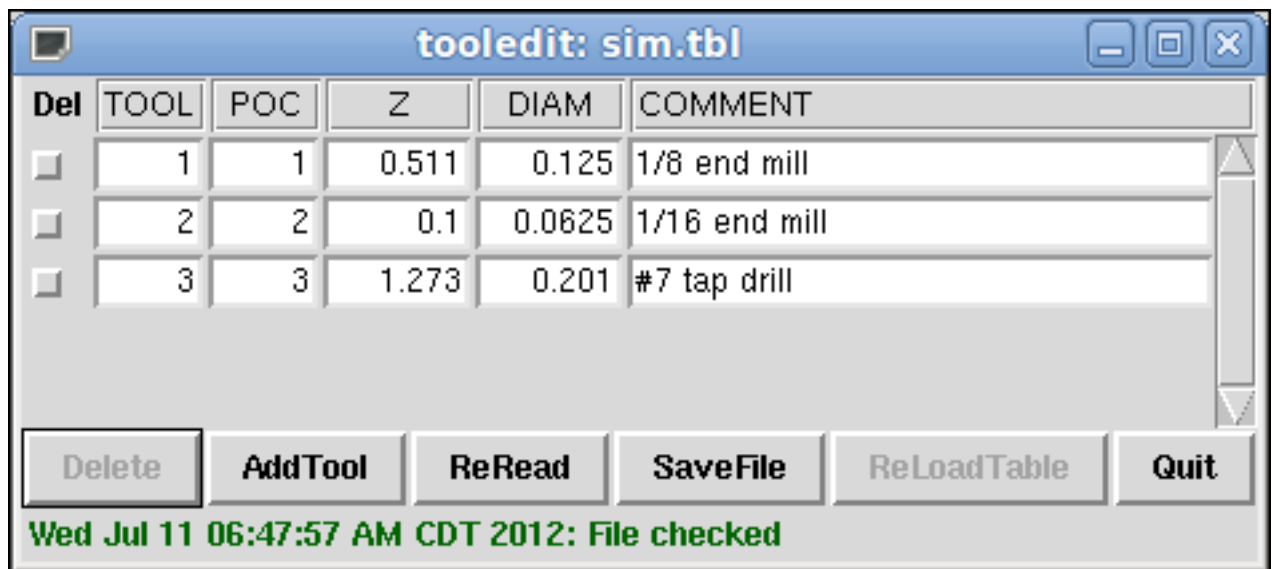 tooledit: sim.tbl
Del TOOL POC Z DIAM COMMENT
1 1 0.511 0.125 1/8 end mill
2 2 0.1 0.0625 1/16 end mill
3 3 1.273 0.201 #7 tap drill
Delete AddTool ReRead SaveFile ReLoadTable Quit
Wed Jul 11 06:47:57 AM CDT 2012: File checked